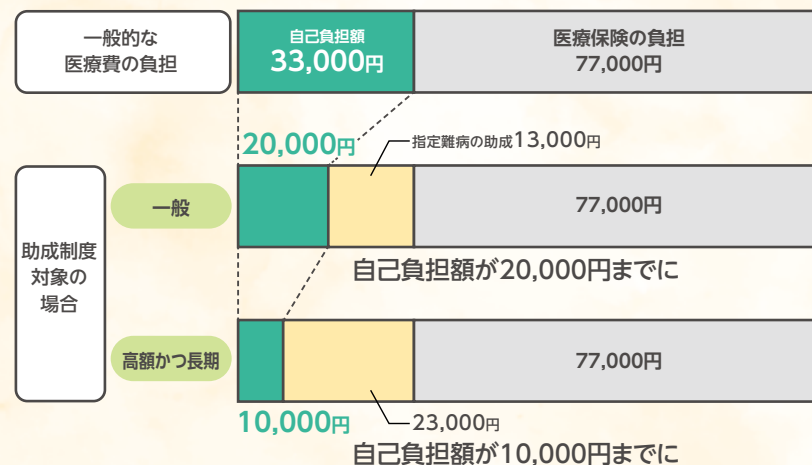 一般的な
医療費の負担
自己負担額
33,000円
医療保険の負担
77,000円
20,000円
指定難病の助成13,000円
助成制度
対象の
場合
一般
77,000円
自己負担額が20,000円までに
高額かつ長期
77,000円
10,000円
23,000円
自己負担額が10,000円までに